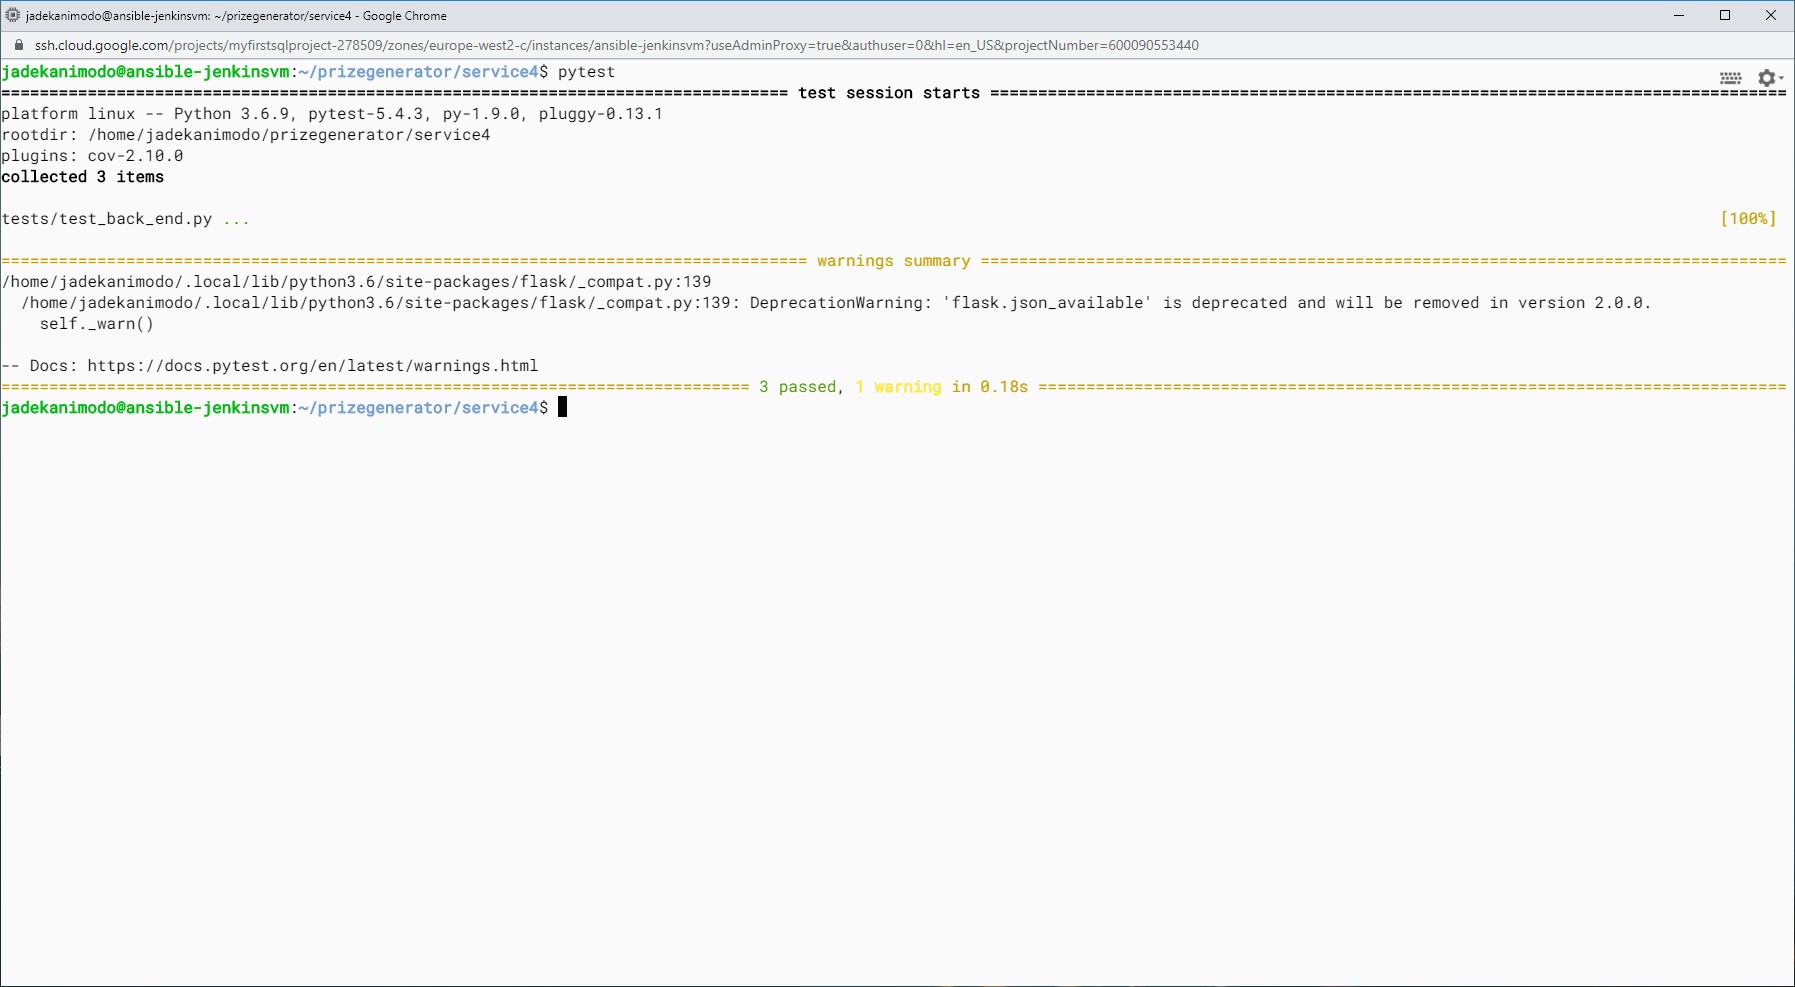 jadekanimodo@ansible-jenkinsvm: ~/prizegenerator/service4 - Google Chrome
ssh.cloud.google.com/projects/myfirstsqlproject-278509/zones/europe-west2-c/instances/ansible-jenkinsvm?useAdminProxy=true&authuser=0&hl=en_US&projectNumber=600090553440
jadekanimodo@ansible-jenkinsvm:~/prizegenerator/service4$ pytest
================================================================================== test session starts ===================================================================================
platform linux -- Python 3.6.9, pytest-5.4.3, py-1.9.0, pluggy-0.13.1
rootdir: /home/jadekanimodo/prizegenerator/service4
plugins: cov-2.10.0
collected 3 items
tests/test_back_end.py ... [100%]
==================================================================================== warnings summary ====================================================================================
/home/jadekanimodo/.local/lib/python3.6/site-packages/flask/_compat.py:139
/home/jadekanimodo/.local/lib/python3.6/site-packages/flask/_compat.py:139: DeprecationWarning: 'flask.json_available' is deprecated and will be removed in version 2.0.0.
self._warn()
-- Docs: https://docs.pytest.org/en/latest/warnings.html
============================================================================== 3 passed, 1 warning in 0.18s ==============================================================================
jadekanimodo@ansible-jenkinsvm:~/prizegenerator/service4$